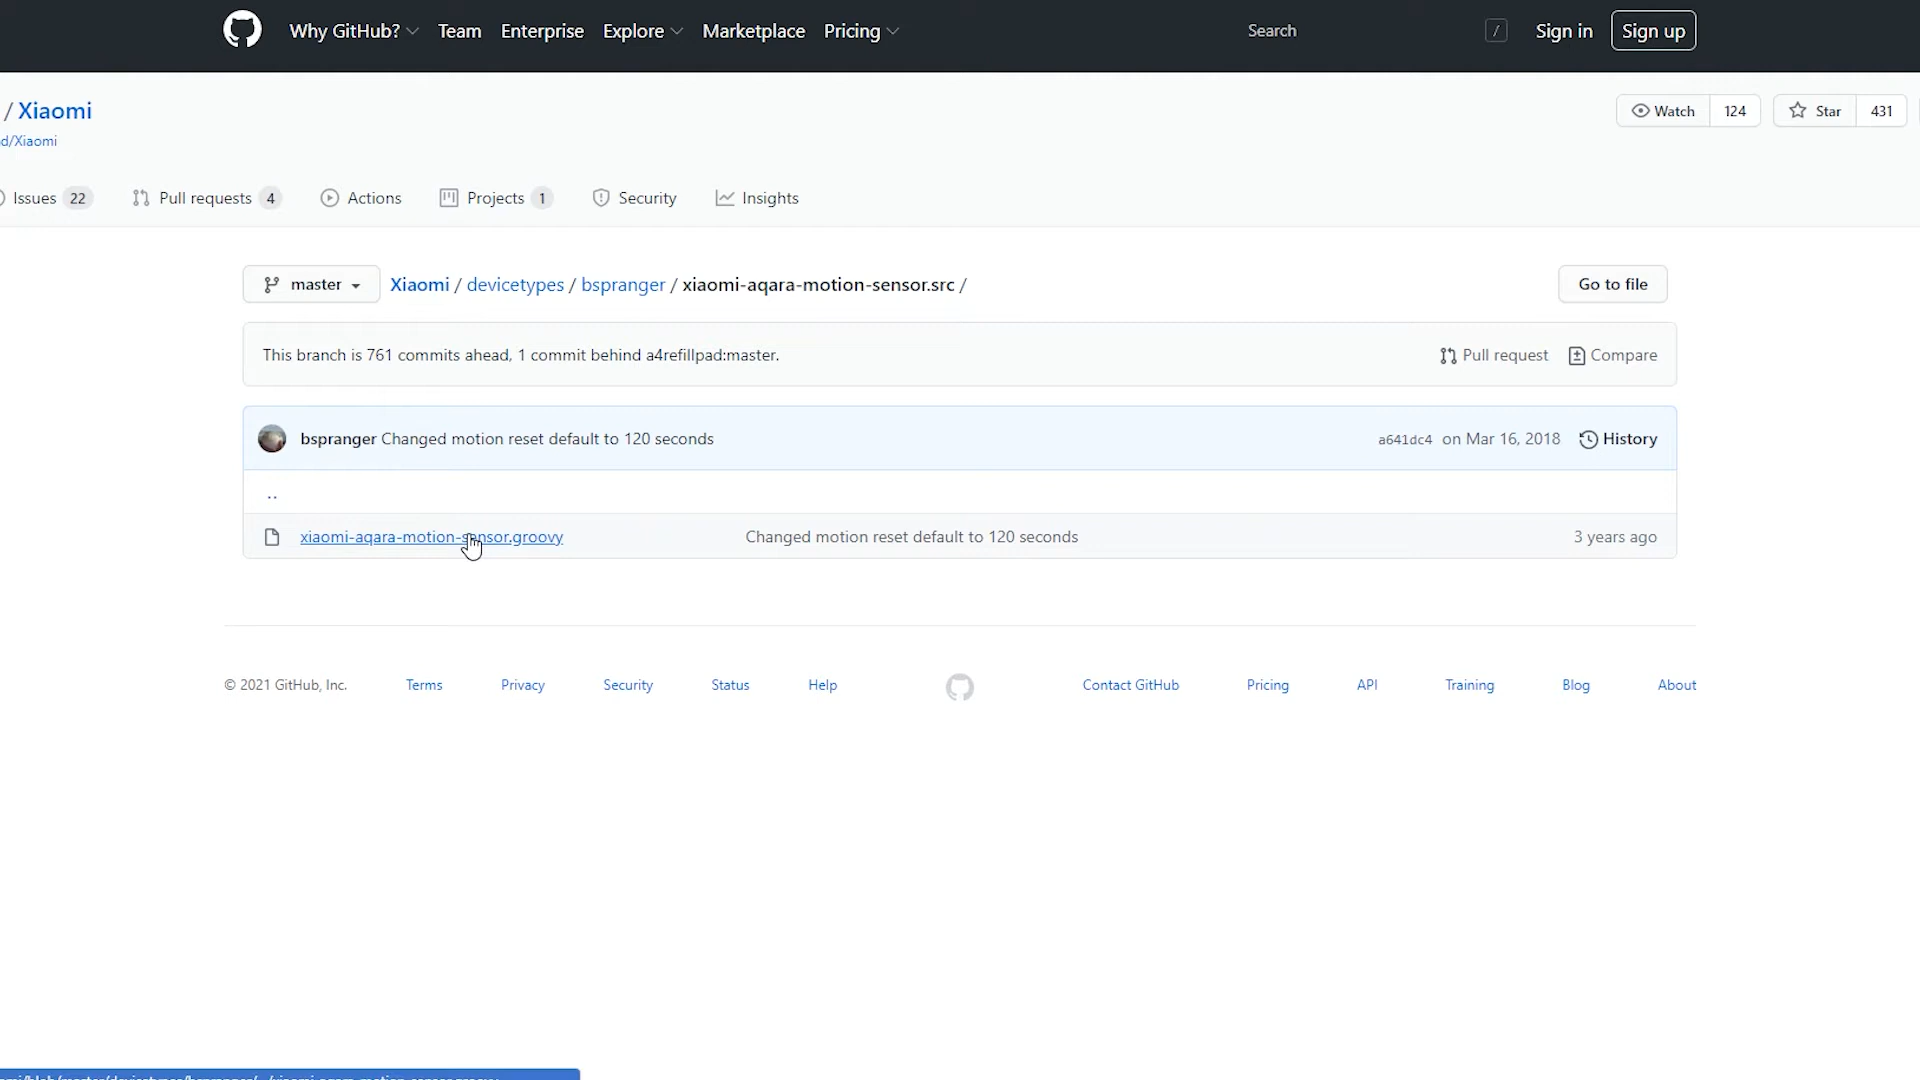 Why GitHub? Team Enterprise Explore Marketplace Pricing Search / Sign in Sign up
/ Xiaomi Watch 124 Star 431
d/Xiaomi
Issues 22 Pull requests 4 Actions Projects 1 Security Insights
master Xiaomi / devicetypes / bspranger / xiaomi-aqara-motion-sensor.src / Go to file
This branch is 761 commits ahead, 1 commit behind a4refillpad:master. Pull request Compare
bspranger Changed motion reset default to 120 seconds a641dc4 on Mar 16, 2018 History
..
xiaomi-aqara-motion-sensor.groovy Changed motion reset default to 120 seconds 3 years ago
© 2021 GitHub, Inc. Terms Privacy Security Status Help Contact GitHub Pricing API Training Blog About